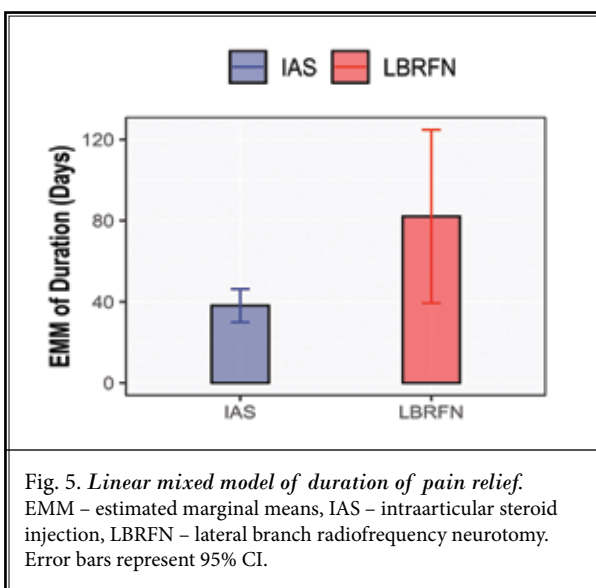 IAS LBRFN
EMM of Duration (Days)
120
80
40
0
IAS LBRFN
Fig. 5. Linear mixed model of duration of pain relief.
EMM – estimated marginal means, IAS – intraarticular steroid
injection, LBRFN – lateral branch radiofrequency neurotomy.
Error bars represent 95% CI.